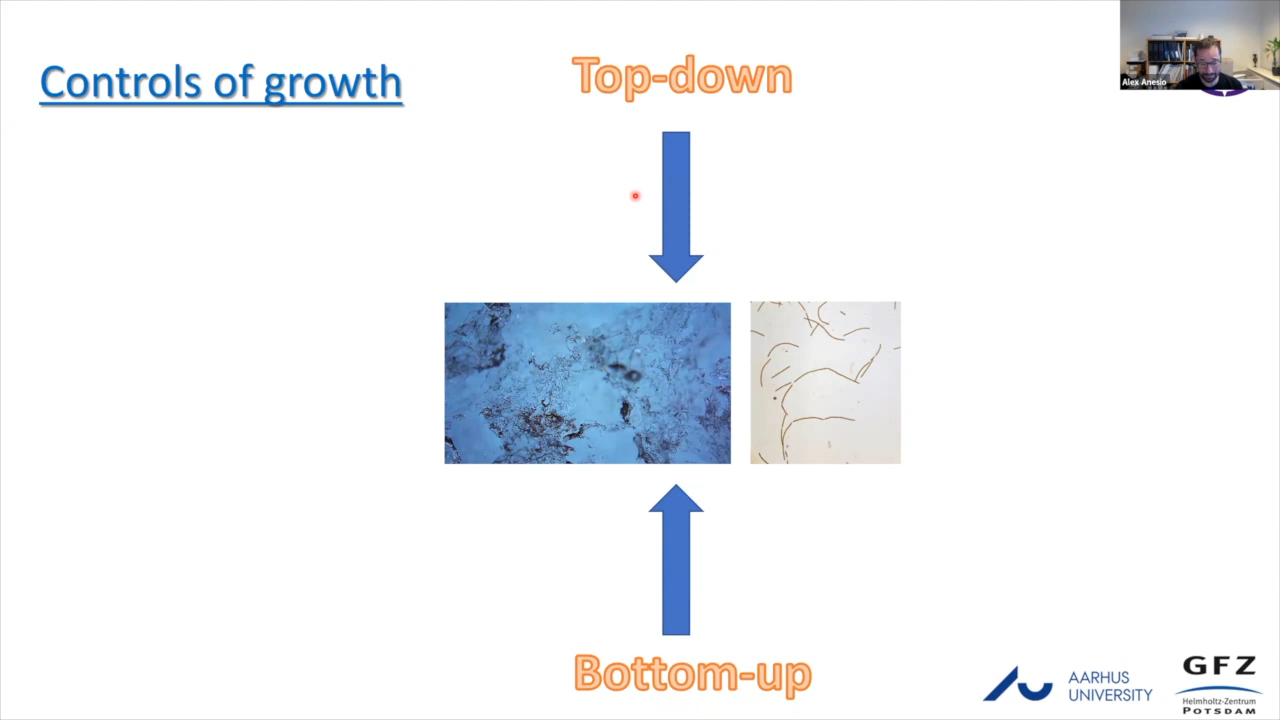 Controls of growth
Top-down
Alex Anesio
Bottom-up
AARHUS
UNIVERSITY
GFZ
Helmholtz-Zentrum
POTSDAM